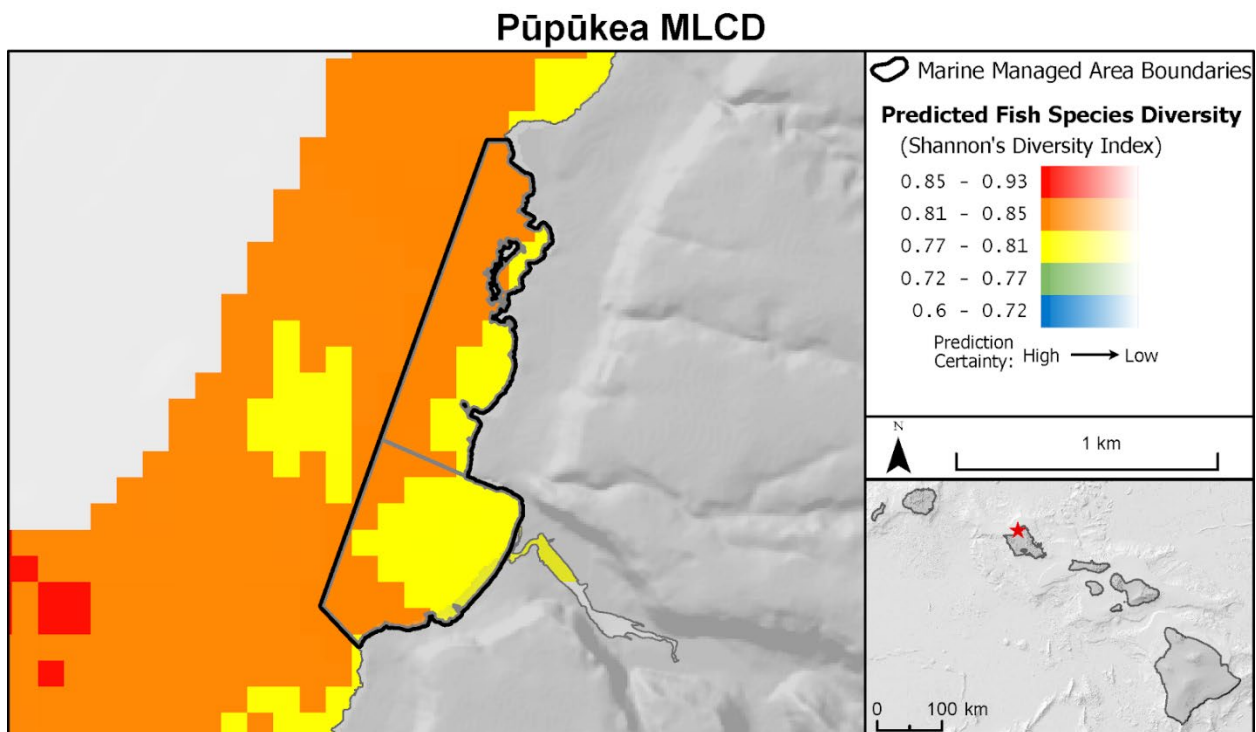 Pūpūkea MLCD
Marine Managed Area Boundaries
Predicted Fish Species Diversity
(Shannon's Diversity Index)
0.85 - 0.93
0.81 - 0.85
0.77 - 0.81
0.72 - 0.77
0.6 - 0.72
Prediction
Certainty: High Low
N
1 km
0 100 km